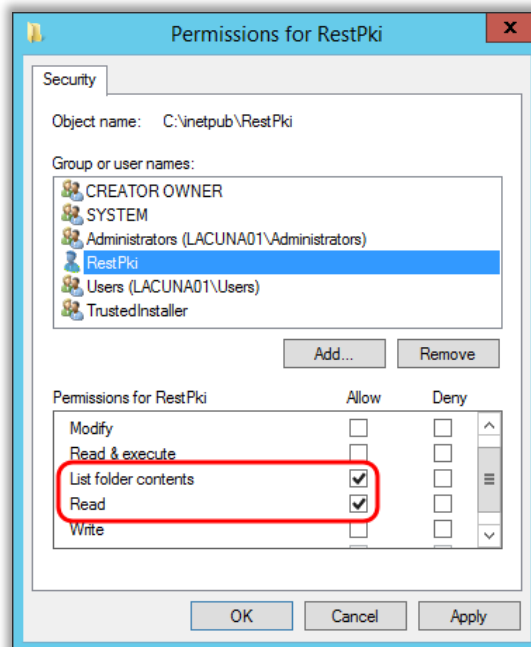 Permissions for RestPki
x
Security
Object name: C:\inetpub\RestPki
Group or user names:
CREATOR OWNER
SYSTEM
Administrators (LACUNA01\Administrators)
RestPki
Users (LACUNA01\Users)
TrustedInstaller
Add... Remove
Permissions for RestPki Allow Deny
Modify
Read & execute
List folder contents
Read
Write
OK Cancel Apply